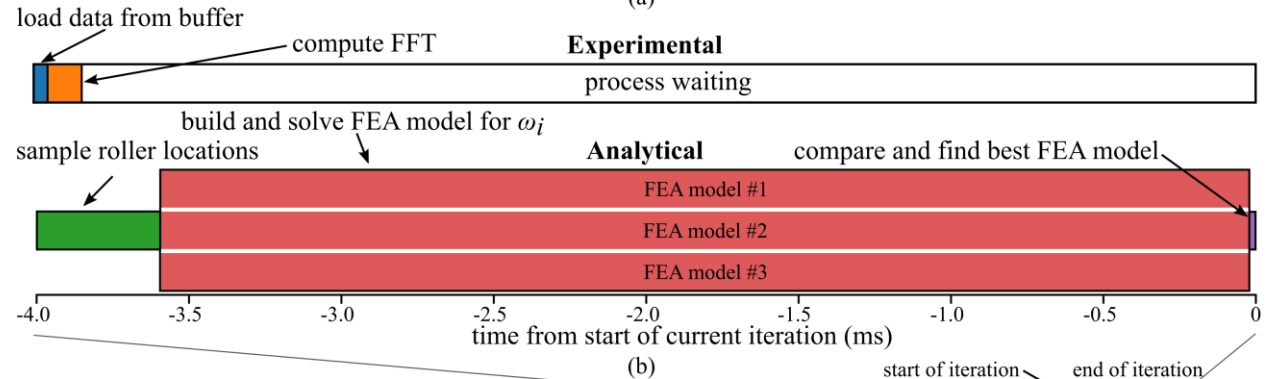 (a)
load data from buffer
compute FFT
Experimental
process waiting
build and solve FEA model for ωi
sample roller locations
Analytical
compare and find best FEA model
FEA model #1
FEA model #2
FEA model #3
-4.0 -3.5 -3.0 -2.5 -2.0 -1.5 -1.0 -0.5 0
time from start of current iteration (ms)
(b)
start of iteration
end of iteration